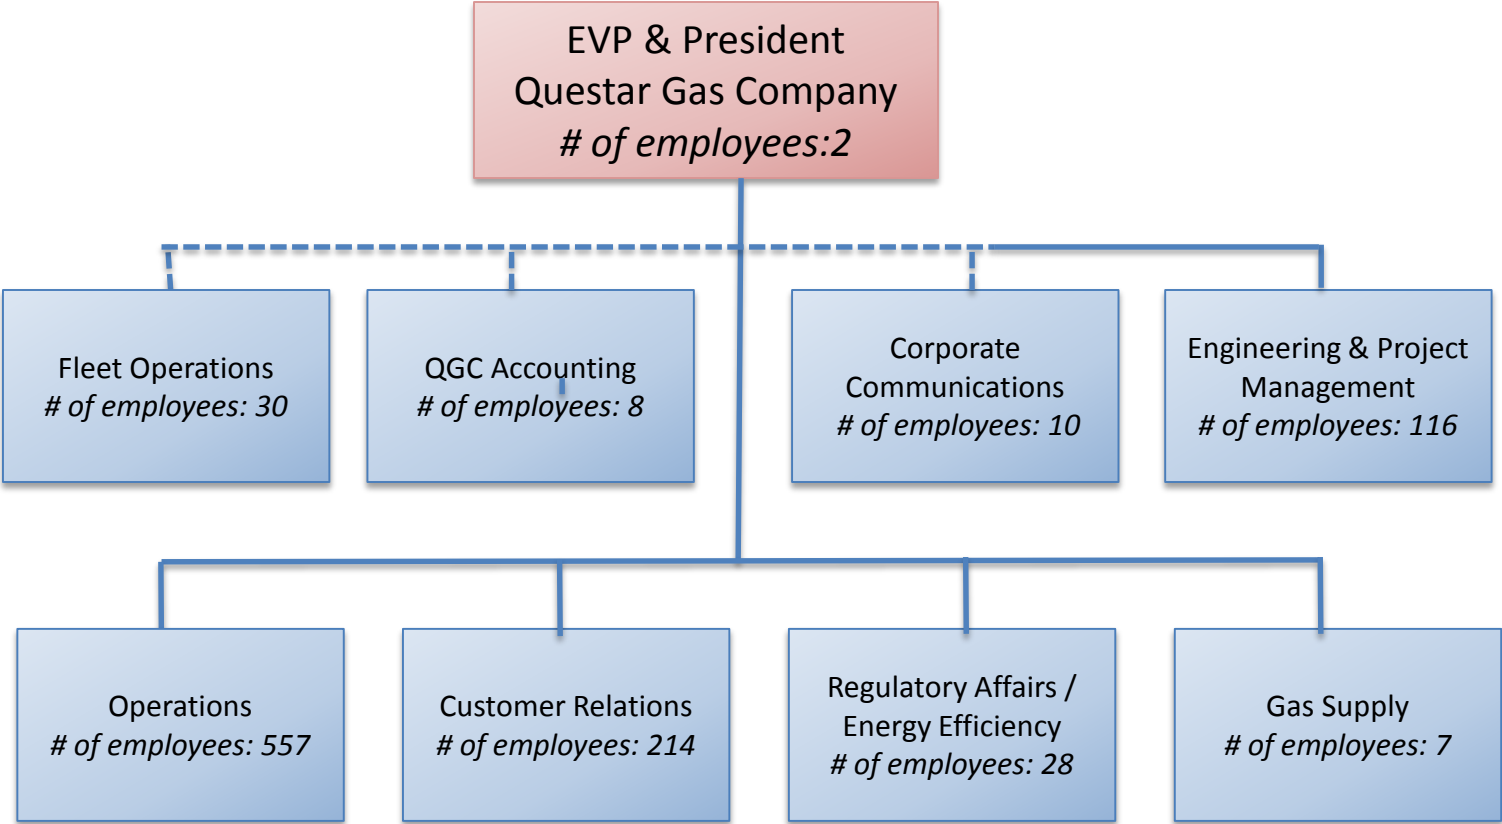 EVP & President
Questar Gas Company
# of employees:2
Fleet Operations
# of employees: 30
QGC Accounting
# of employees: 8
Corporate
Communications
# of employees: 10
Engineering & Project
Management
# of employees: 116
Operations
# of employees: 557
Customer Relations
# of employees: 214
Regulatory Affairs /
Energy Efficiency
# of employees: 28
Gas Supply
# of employees: 7